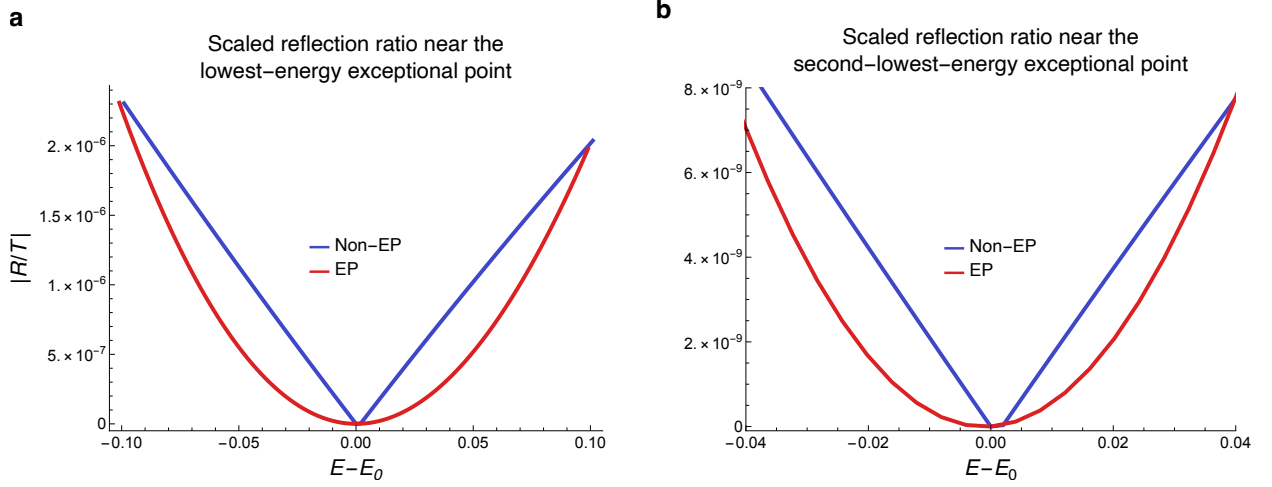 a
Scaled reflection ratio near the
lowest−energy exceptional point
|R/T|
2.×10⁻⁶
1.5×10⁻⁶
1.×10⁻⁶
5.×10⁻⁷
0
Non−EP
EP
−0.10
−0.05
0.00
0.05
0.10
E−E₀
b
Scaled reflection ratio near the
second−lowest−energy exceptional point
8.×10⁻⁹
6.×10⁻⁹
4.×10⁻⁹
2.×10⁻⁹
0
Non−EP
EP
−0.04
−0.02
0.00
0.02
0.04
E−E₀